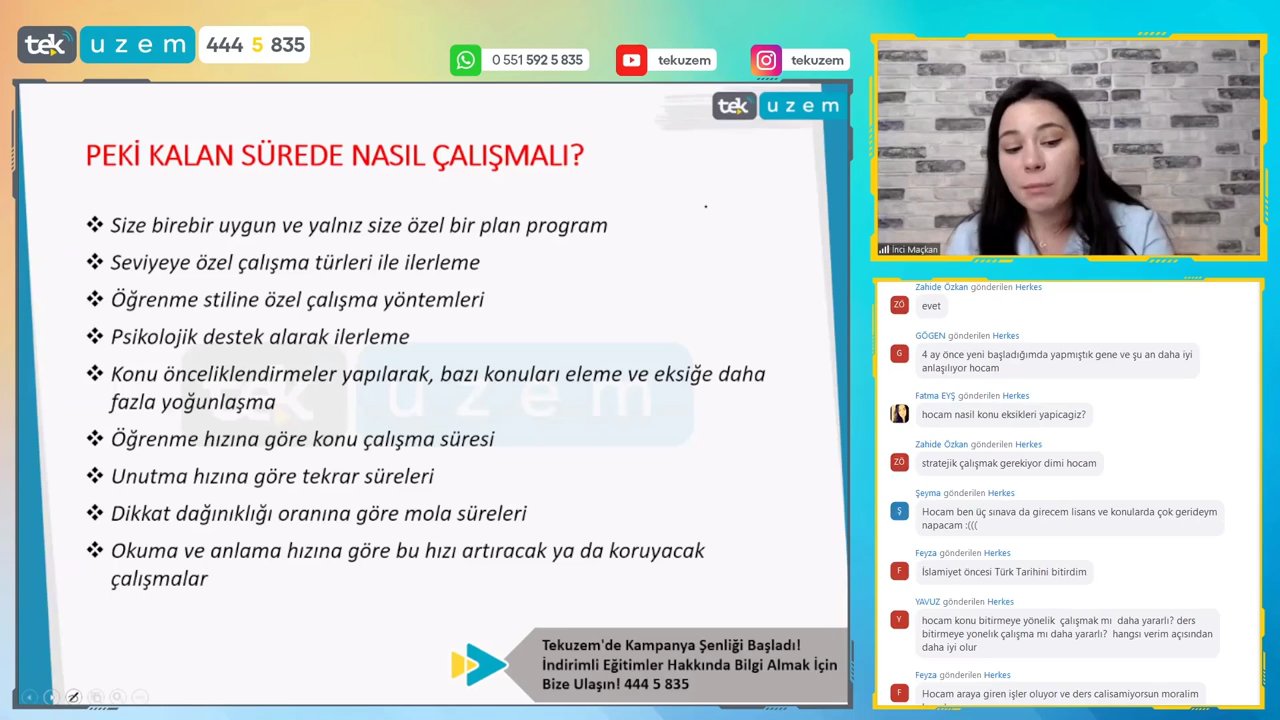 tek uzem 444 5 835
0 551 592 5 835
tekuzem
tekuzem
tek uzem
PEKİ KALAN SÜREDE NASIL ÇALIŞMALI?
Size birebir uygun ve yalnız size özel bir plan program
Seviyeye özel çalışma türleri ile ilerleme
Öğrenme stiline özel çalışma yöntemleri
Psikolojik destek alarak ilerleme
Konu önceliklendirmeler yapılarak, bazı konuları eleme ve eksiğe daha
fazla yoğunlaşma
Öğrenme hızına göre konu çalışma süresi
Unutma hızına göre tekrar süreleri
Dikkat dağınıklığı oranına göre mola süreleri
Okuma ve anlama hızına göre bu hızı artıracak ya da koruyacak
çalışmalar
tek uzem
Tekuzem'de Kampanya Şenliği Başladı!
İndirimli Eğitimler Hakkında Bilgi Almak İçin
Bize Ulaşın! 444 5 835
İnci Maçkan
Zahide Özkan gönderilen Herkes
ZÖ
evet
GÖGEN gönderilen Herkes
G
4 ay önce yeni başladığımda yapmıştık gene ve şu an daha iyi
anlaşılıyor hocam
Fatma EYŞ gönderilen Herkes
hocam nasil konu eksikleri yapicagiz?
Zahide Özkan gönderilen Herkes
ZÖ
stratejik çalışmak gerekiyor dimi hocam
Şeyma gönderilen Herkes
Ş
Hocam ben üç sınava da girecem lisans ve konularda çok gerideym
napacam :(((
Feyza gönderilen Herkes
F
İslamiyet öncesi Türk Tarihini bitirdim
YAVUZ gönderilen Herkes
Y
hocam konu bitirmeye yönelik çalışmak mı daha yararlı? ders
bitirmeye yonelık çalışma mı daha yararlı? hangsı verim açısından
daha iyi olur
Feyza gönderilen Herkes
F
Hocam araya giren işler oluyor ve ders calisamiyorsun moralim